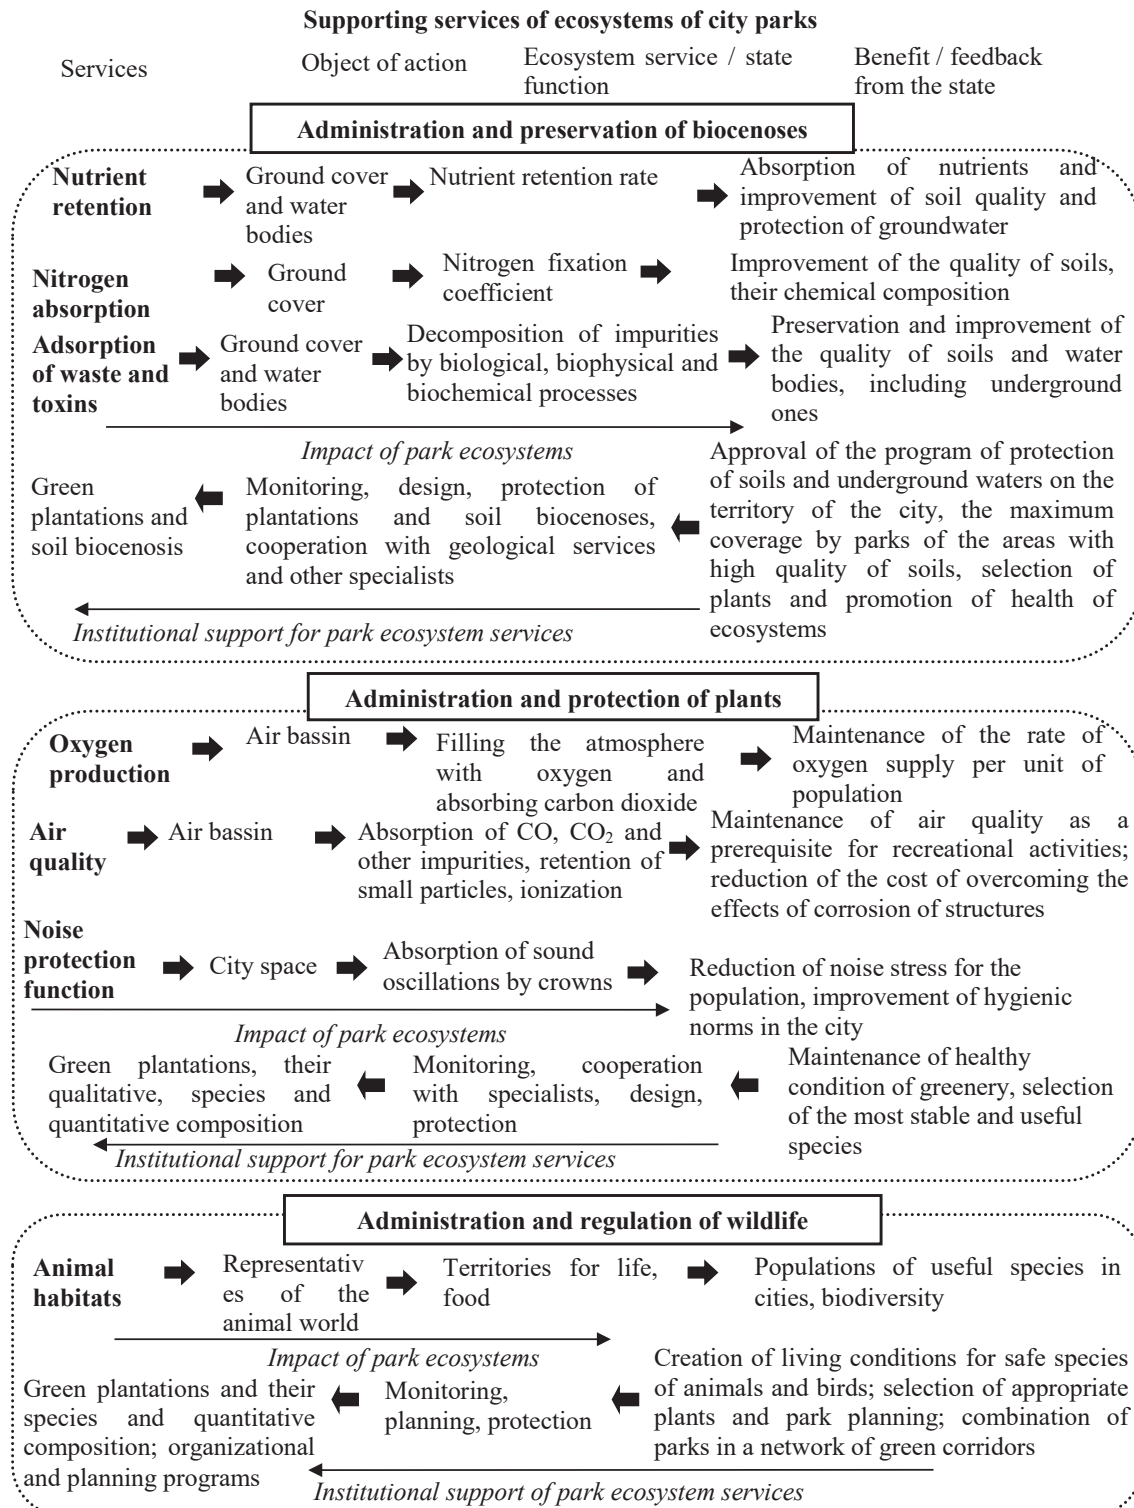 Supporting services of ecosystems of city parks
Services
Object of action
Ecosystem service / state
function
Benefit / feedback
from the state
Administration and preservation of biocenoses
Nutrient
retention
Ground cover
and water
bodies
Nutrient retention rate
Absorption of nutrients and
improvement of soil quality and
protection of groundwater
Nitrogen
absorption
Ground
cover
Nitrogen fixation
coefficient
Improvement of the quality of soils,
their chemical composition
Adsorption
of waste and
toxins
Ground cover
and water
bodies
Decomposition of impurities
by biological, biophysical and
biochemical processes
Preservation and improvement of
the quality of soils and water
bodies, including underground
ones
Impact of park ecosystems
Green
plantations and
soil biocenosis
Monitoring, design, protection of
plantations and soil biocenoses,
cooperation with geological services
and other specialists
Approval of the program of protection
of soils and underground waters on the
territory of the city, the maximum
coverage by parks of the areas with
high quality of soils, selection of
plants and promotion of health of
ecosystems
Institutional support for park ecosystem services
Administration and protection of plants
Oxygen
production
Air bassin
Filling the atmosphere
with oxygen and
absorbing carbon dioxide
Maintenance of the rate of
oxygen supply per unit of
population
Air
quality
Air bassin
Absorption of CO, CO₂ and
other impurities, retention of
small particles, ionization
Maintenance of air quality as a
prerequisite for recreational activities;
reduction of the cost of overcoming the
effects of corrosion of structures
Noise
protection
function
City space
Absorption of sound
oscillations by crowns
Reduction of noise stress for the
population, improvement of hygienic
norms in the city
Impact of park ecosystems
Green plantations, their
qualitative, species and
quantitative composition
Monitoring, cooperation
with specialists, design,
protection
Maintenance of healthy
condition of greenery, selection
of the most stable and useful
species
Institutional support for park ecosystem services
Administration and regulation of wildlife
Animal
habitats
Representativ
es of the
animal world
Territories for life,
food
Populations of useful species in
cities, biodiversity
Impact of park ecosystems
Green plantations and their
species and quantitative
composition; organizational
and planning programs
Monitoring,
planning, protection
Creation of living conditions for safe species
of animals and birds; selection of appropriate
plants and park planning; combination of
parks in a network of green corridors
Institutional support of park ecosystem services